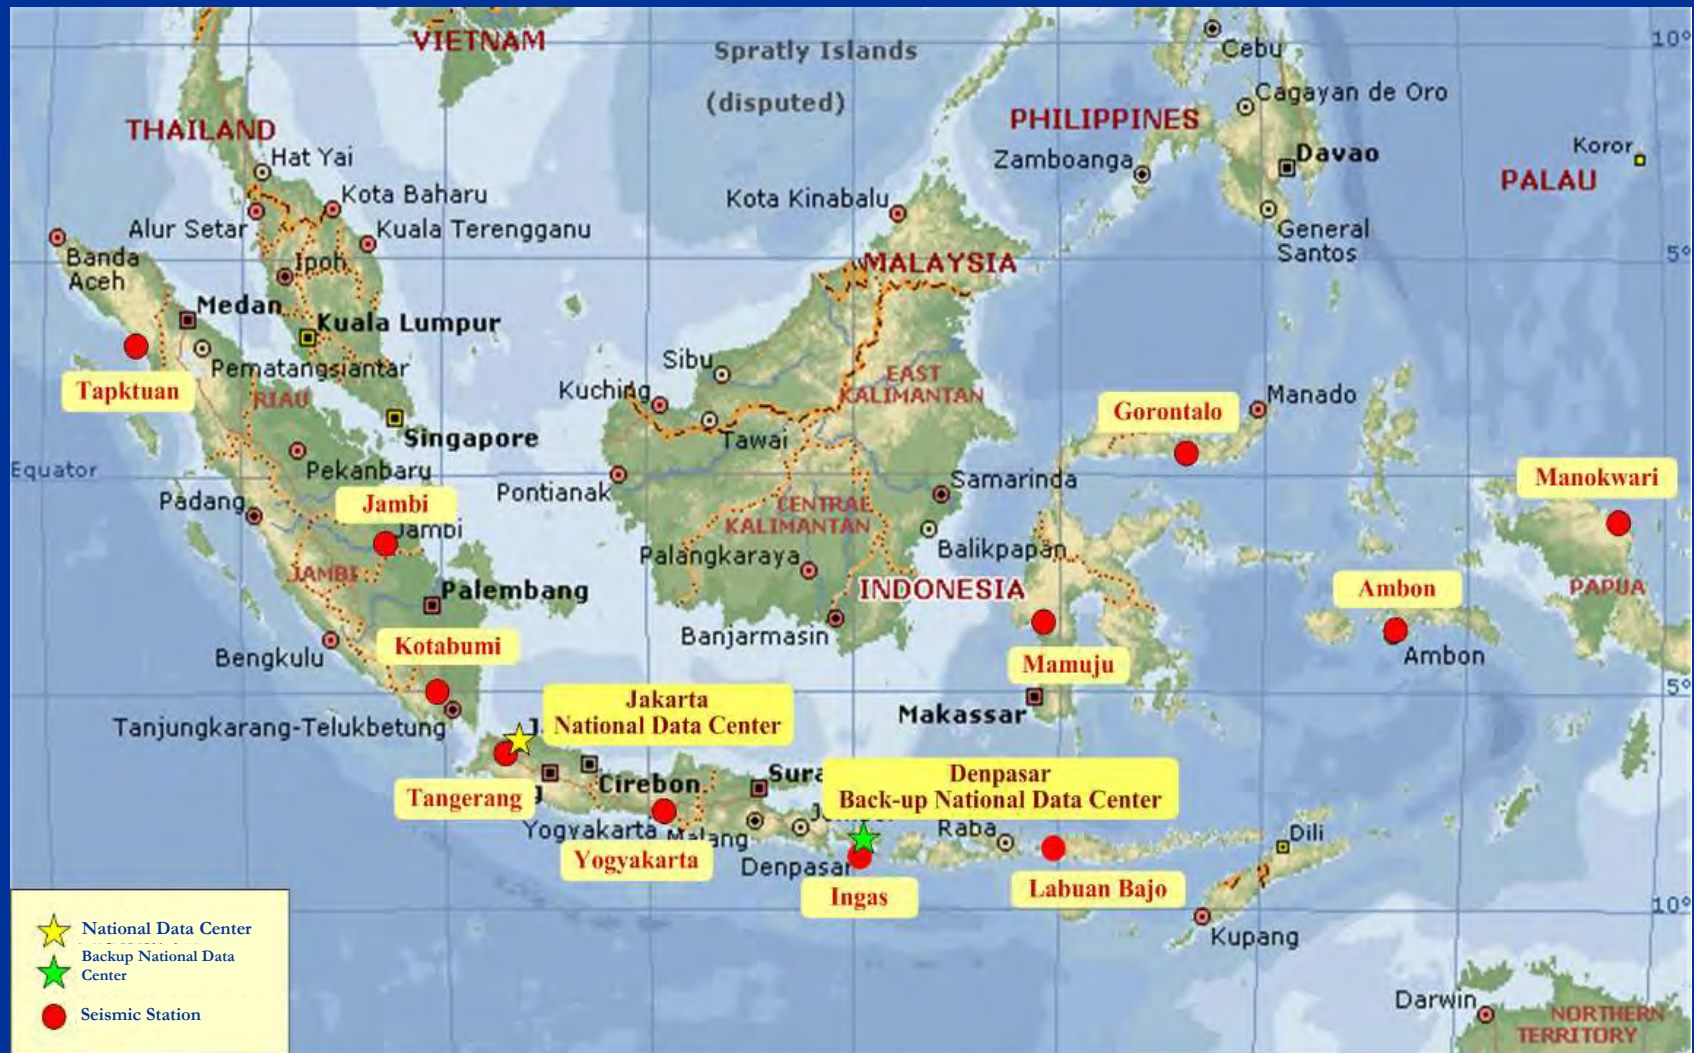 VIETNAM
Spratly Islands
(disputed)
Cebu
10°
Cagayan de Oro
THAILAND
PHILIPPINES
Hat Yai
Zamboanga
Davao
Koror
PALAU
Kota Baharu
Kota Kinabalu
Alur Setar
Kuala Terengganu
General
Santos
5°
Banda
Aceh
Ipoh
MALAYSIA
Medan
Kuala Lumpur
Pematangsiantar
Sibu
EAST
KALIMANTAN
Tapktuan
RIAU
Kuching
Manado
Gorontalo
Singapore
Tawai
Equator
Pekanbaru
Pontianak
Samarinda
Manokwari
Padang
Jambi
Jambi
CENTRAL
KALIMANTAN
Palangkaraya
Balikpapan
JAMBI
Palembang
INDONESIA
Ambon
PAPUA
Banjarmasin
Kotabumi
Bengkulu
Mamuju
Ambon
5°
Jakarta
National Data Center
Makassar
Tanjungkarang-Telukbetung
J
Denpasar
Back-up National Data Center
Cirebon
Sura
Tangerang
g
Yogyakarta
Malang
Raba
Dili
Yogyakarta
Denpasar
Ingas
Labuan Bajo
10°
Kupang
National Data Center
Backup National Data
Center
Seismic Station
Darwin
NORTHERN
TERRITORY